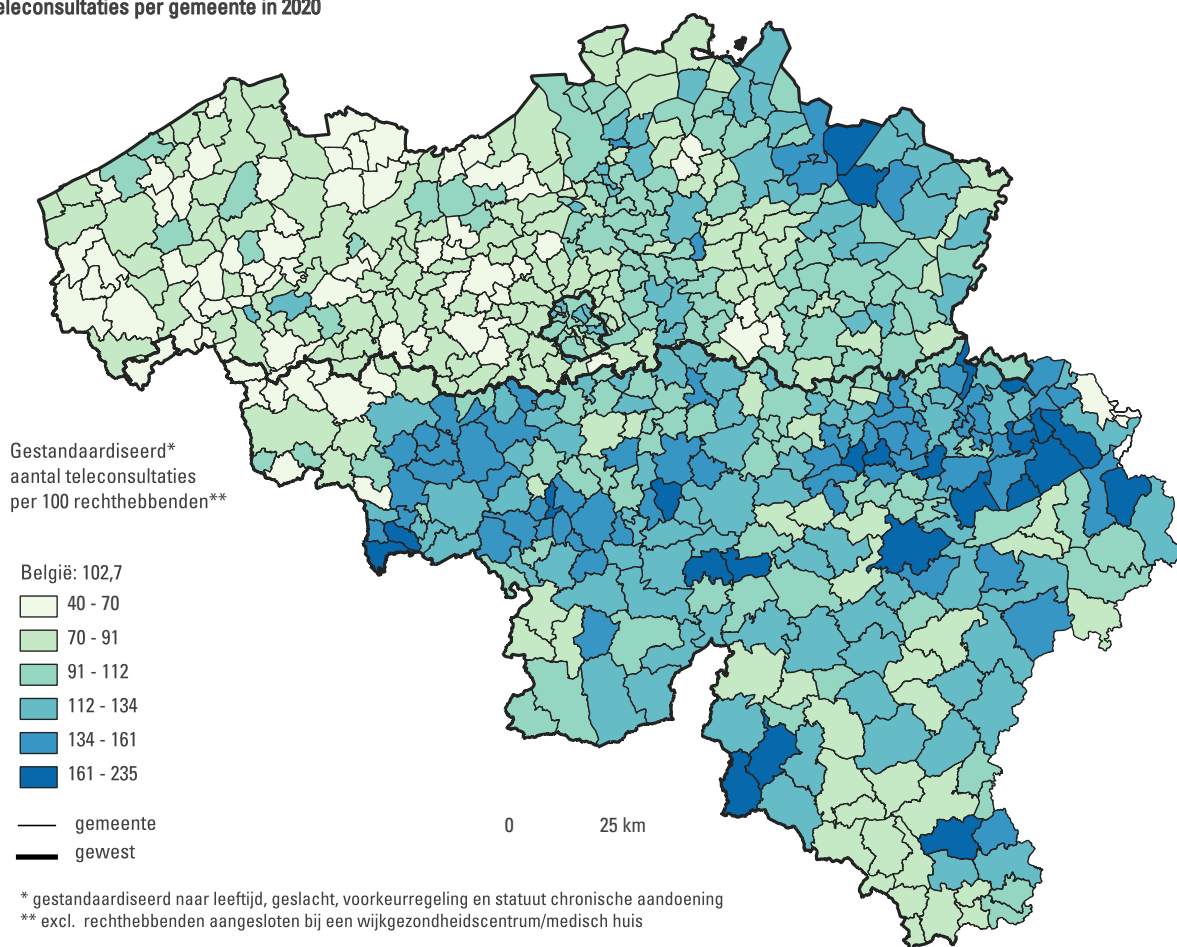 eleconsultaties per gemeente in 2020
Gestandaardiseerd*
aantal teleconsultaties
per 100 rechthebbenden**
België: 102,7
40 - 70
70 - 91
91 - 112
112 - 134
134 - 161
161 - 235
gemeente
gewest
0 25 km
* gestandaardiseerd naar leeftijd, geslacht, voorkeurregeling en statuut chronische aandoening
** excl. rechthebbenden aangesloten bij een wijkgezondheidscentrum/medisch huis